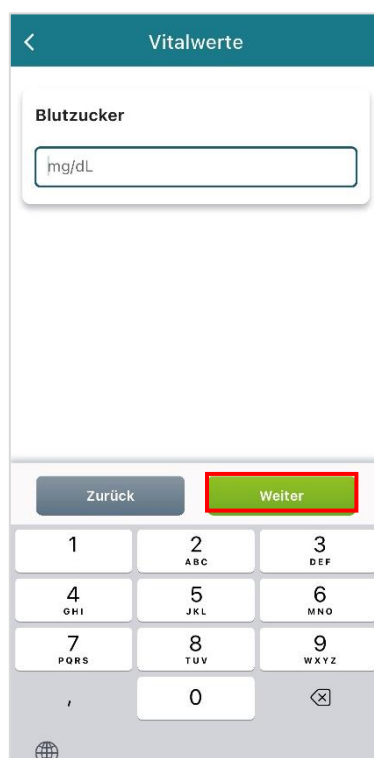 Vitalwerte
Blutzucker
mg/dL
Zurück Weiter
1 2 3
ABC DEF
4 5 6
GHI JKL MNO
7 8 9
PQRS TUV WXYZ
, 0